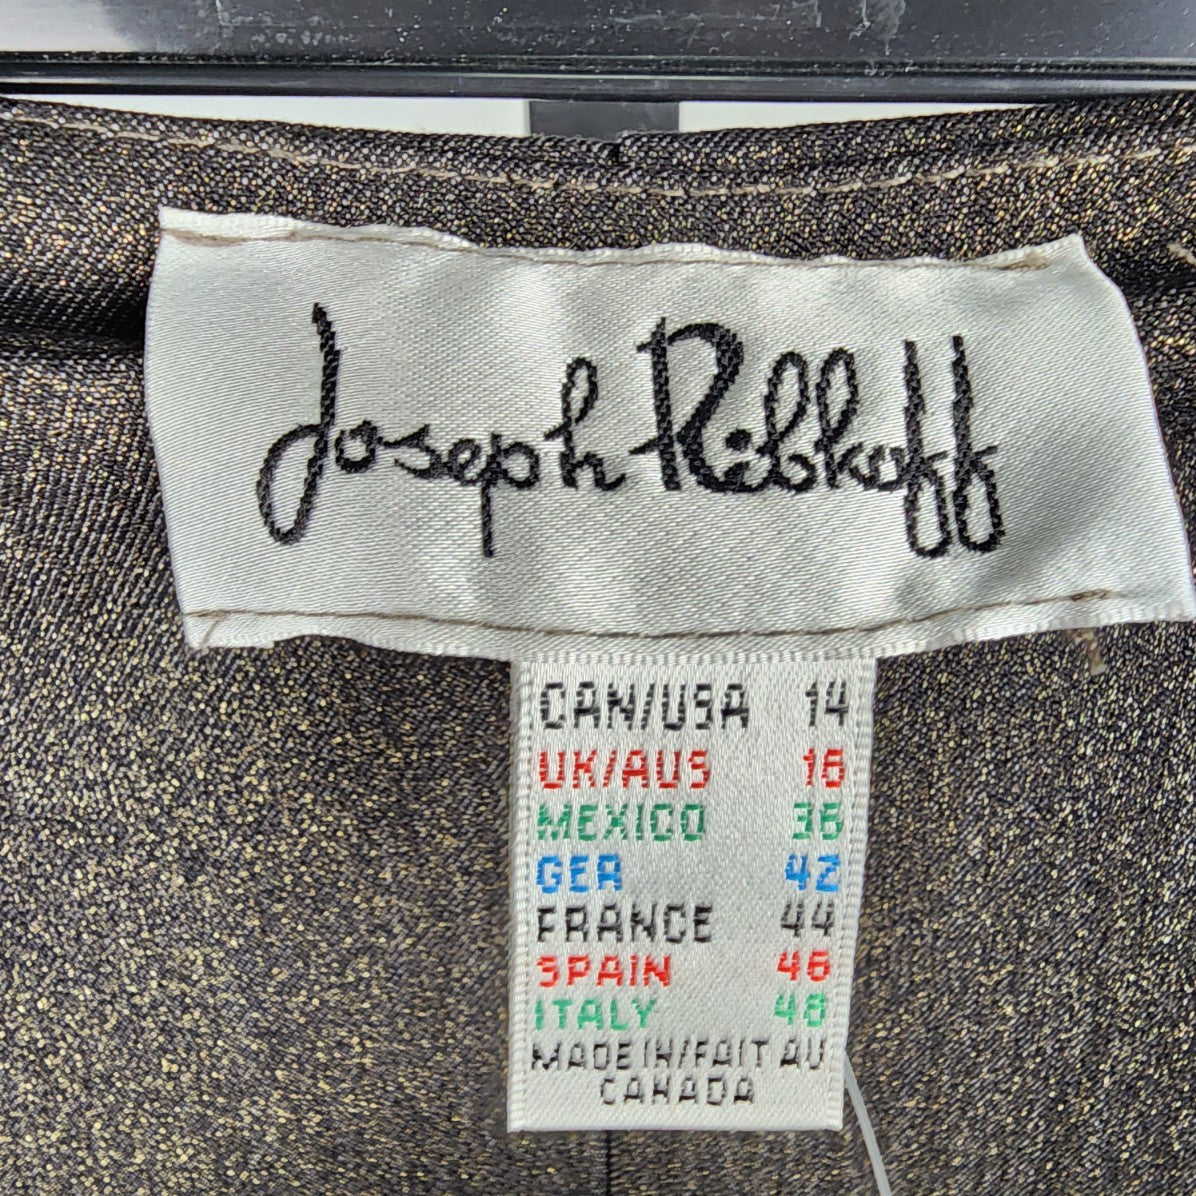 Joseph Ribkoff
CAN/USA 14
UK/AUS 16
MEXICO 36
GER 42
FRANCE 44
SPAIN 46
ITALY 48
MADE IN/FAIT AU
CANADA